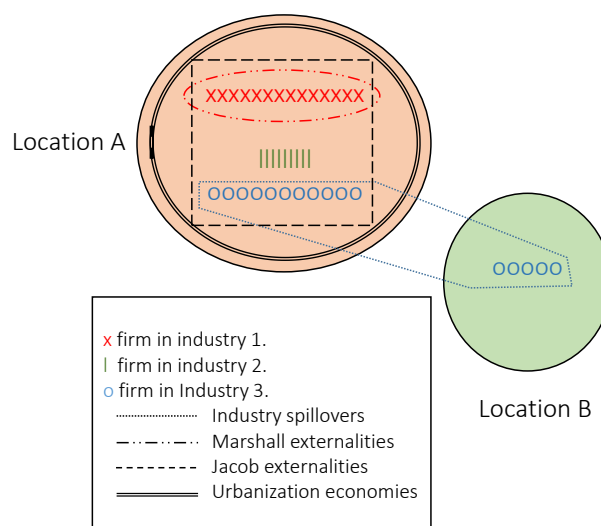 XXXXXXXXXXXXXX
Location A
|||||||||
OOOOOOOOOOO
OOOOO
x firm in industry 1.
| firm in industry 2.
o firm in Industry 3.
Industry spillovers
Marshall externalities
Jacob externalities
Urbanization economies
Location B